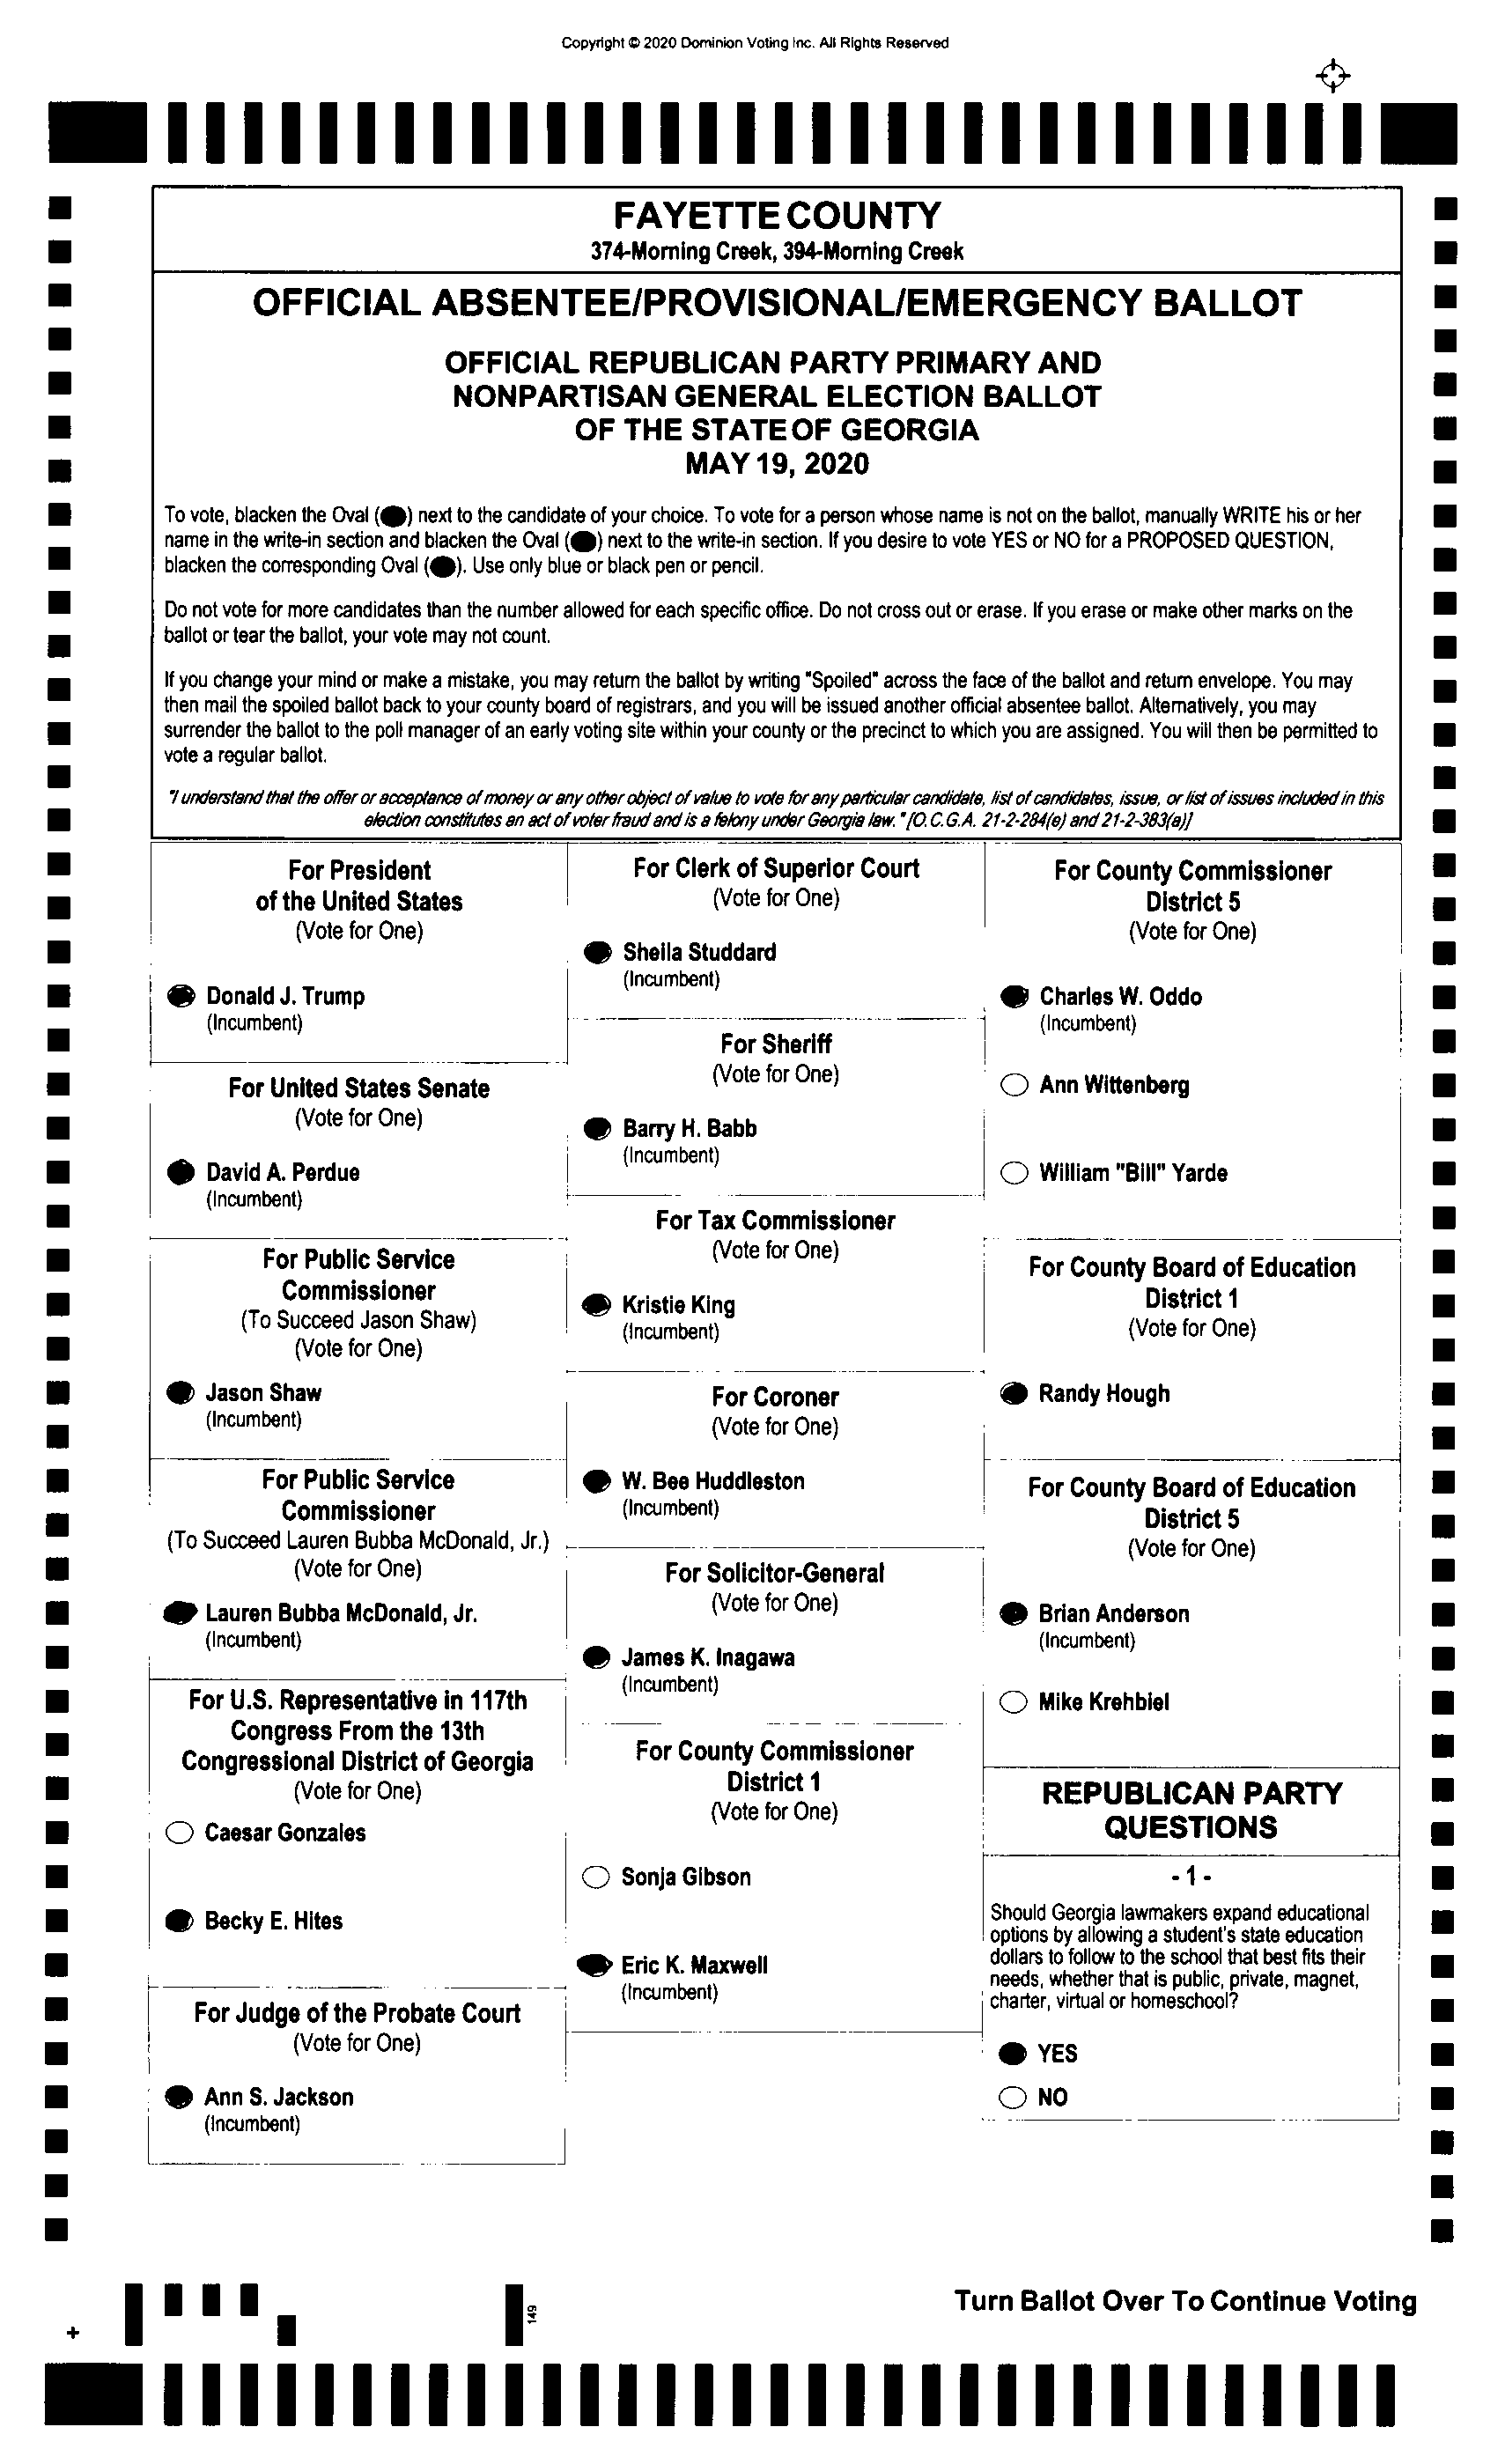 Copyright © 2020 Dominion Voting Inc. All Rights Reserved
FAYETTE COUNTY
374-Morning Creek, 394-Morning Creek
OFFICIAL ABSENTEE/PROVISIONAL/EMERGENCY BALLOT
OFFICIAL REPUBLICAN PARTY PRIMARY AND
NONPARTISAN GENERAL ELECTION BALLOT
OF THE STATE OF GEORGIA
MAY 19, 2020
To vote, blacken the Oval ( ) next to the candidate of your choice. To vote for a person whose name is not on the ballot, manually WRITE his or her
name in the write-in section and blacken the Oval ( ) next to the write-in section. If you desire to vote YES or NO for a PROPOSED QUESTION,
blacken the corresponding Oval ( ). Use only blue or black pen or pencil.
Do not vote for more candidates than the number allowed for each specific office. Do not cross out or erase. If you erase or make other marks on the
ballot or tear the ballot, your vote may not count.
If you change your mind or make a mistake, you may return the ballot by writing "Spoiled" across the face of the ballot and return envelope. You may
then mail the spoiled ballot back to your county board of registrars, and you will be issued another official absentee ballot. Alternatively, you may
surrender the ballot to the poll manager of an early voting site within your county or the precinct to which you are assigned. You will then be permitted to
vote a regular ballot.
"I understand that the offer or acceptance of money or any other object of value to vote for any particular candidate, list of candidates, issue, or list of issues included in this
election constitutes an act of voter fraud and is a felony under Georgia law." [O.C.G.A. 21-2-284(e) and 21-2-383(a)]
For President
of the United States
(Vote for One)
Donald J. Trump
(Incumbent)
For United States Senate
(Vote for One)
David A. Perdue
(Incumbent)
For Public Service
Commissioner
(To Succeed Jason Shaw)
(Vote for One)
Jason Shaw
(Incumbent)
For Public Service
Commissioner
(To Succeed Lauren Bubba McDonald, Jr.)
(Vote for One)
Lauren Bubba McDonald, Jr.
(Incumbent)
For U.S. Representative in 117th
Congress From the 13th
Congressional District of Georgia
(Vote for One)
Caesar Gonzales
Becky E. Hites
For Judge of the Probate Court
(Vote for One)
Ann S. Jackson
(Incumbent)
For Clerk of Superior Court
(Vote for One)
Sheila Studdard
(Incumbent)
For Sheriff
(Vote for One)
Barry H. Babb
(Incumbent)
For Tax Commissioner
(Vote for One)
Kristie King
(Incumbent)
For Coroner
(Vote for One)
W. Bee Huddleston
(Incumbent)
For Solicitor-General
(Vote for One)
James K. Inagawa
(Incumbent)
For County Commissioner
District 1
(Vote for One)
Sonja Gibson
Eric K. Maxwell
(Incumbent)
For County Commissioner
District 5
(Vote for One)
Charles W. Oddo
(Incumbent)
Ann Wittenberg
William "Bill" Yarde
For County Board of Education
District 1
(Vote for One)
Randy Hough
For County Board of Education
District 5
(Vote for One)
Brian Anderson
(Incumbent)
Mike Krehbiel
REPUBLICAN PARTY
QUESTIONS
- 1 -
Should Georgia lawmakers expand educational
options by allowing a student's state education
dollars to follow to the school that best fits their
needs, whether that is public, private, magnet,
charter, virtual or homeschool?
YES
NO
149
Turn Ballot Over To Continue Voting